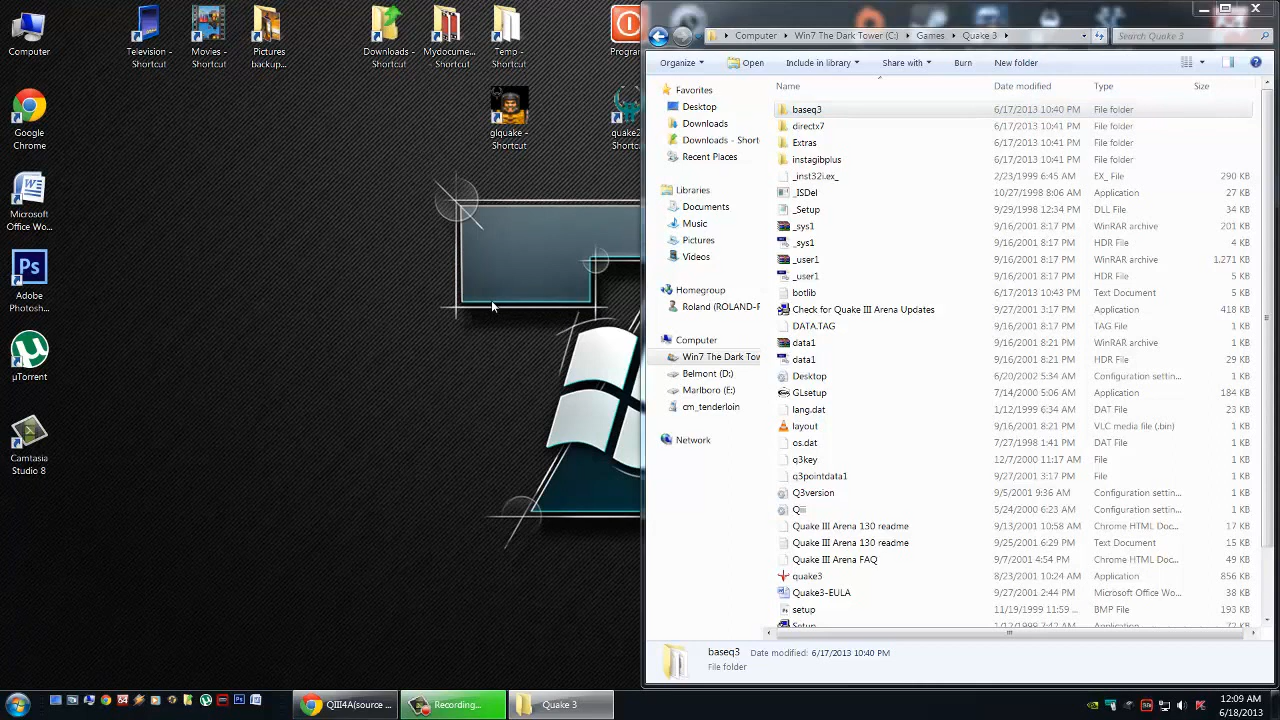 Computer
Television - Shortcut
Movies - Shortcut
Pictures backup...
Downloads - Shortcut
Mydocume... - Shortcut
Temp - Shortcut
Progran
Google Chrome
glquake - Shortcut
quake2
Shortc
Microsoft Office Wo...
Adobe Photosh...
µTorrent
Camtasia Studio 8
Computer
Win7 The Dark Tower (C:)
Games
Quake 3
Search Quake 3
Organize
Open
Include in library
Share with
Burn
New folder
Name Date modified Type Size
Favorites
Desktop
Downloads
Downloads - Short
Recent Places
Libraries
Documents
Music
Pictures
Videos
Homegroup
Roland (ROLAND-F
Computer
Win7 The Dark Tow
Belmont (D:)
Marlboro (E:)
cm_tenderloin
Network
baseq3 6/17/2013 10:40 PM File folder
directx7 6/17/2013 10:41 PM File folder
Extras 6/17/2013 10:41 PM File folder
instagibplus 6/17/2013 10:41 PM File folder
_inst32i.ex_ 2/23/1999 6:45 AM EX_ File 290 KB
_ISDel 10/27/1998 8:06 AM Application 27 KB
_Setup 9/29/1998 12:34 PM DLL File 34 KB
_sys1 9/16/2001 8:17 PM WinRAR archive 201 KB
_sys1 9/16/2001 8:17 PM HDR File 4 KB
_user1 9/16/2001 8:17 PM WinRAR archive 1.271 KB
_user1 9/16/2001 8:17 PM HDR File 5 KB
botlib 6/17/2013 10:43 PM Text Document 1 KB
Check for Quake III Arena Updates 9/27/2001 3:17 PM Application 418 KB
DATA.TAG 9/16/2001 8:21 PM TAG File 1 KB
data1 9/16/2001 8:21 PM WinRAR archive 1 KB
data1 9/16/2001 8:21 PM HDR File 29 KB
Desktop 6/20/2002 5:34 AM Configuration settin... 1 KB
GLsetup 7/14/2000 5:06 AM Application 184 KB
lang.dat 1/12/1999 6:34 AM DAT File 23 KB
layout 9/16/2001 8:21 PM VLC media file (.bin) 1 KB
os.dat 7/27/1998 1:41 PM DAT File 1 KB
q3key 12/7/2000 11:17 AM File 1 KB
q3pointdata1 9/27/2001 3:17 PM File 1 KB
Q3version 9/5/2001 9:36 AM Configuration settin... 1 KB
Qiii 5/24/2000 6:23 PM Configuration settin... 1 KB
Quake III Arena 130 readme 9/13/2001 10:58 AM Chrome HTML Doc... 17 KB
Quake III Arena 130 readme 9/25/2001 6:29 PM Text Document 15 KB
Quake III Arena FAQ 9/7/2001 4:54 PM Chrome HTML Doc... 49 KB
quake3 8/23/2001 10:24 AM Application 856 KB
Quake3-EULA 9/27/2001 2:44 PM Microsoft Office Wo... 38 KB
setup 11/19/1999 11:59 ... BMP File 193 KB
Setup 1/12/1999 7:42 AM Application 72 KB
baseq3 Date modified: 6/17/2013 10:40 PM
File folder
QIII4A(source ...
Recording...
Quake 3
12:09 AM
6/18/2013